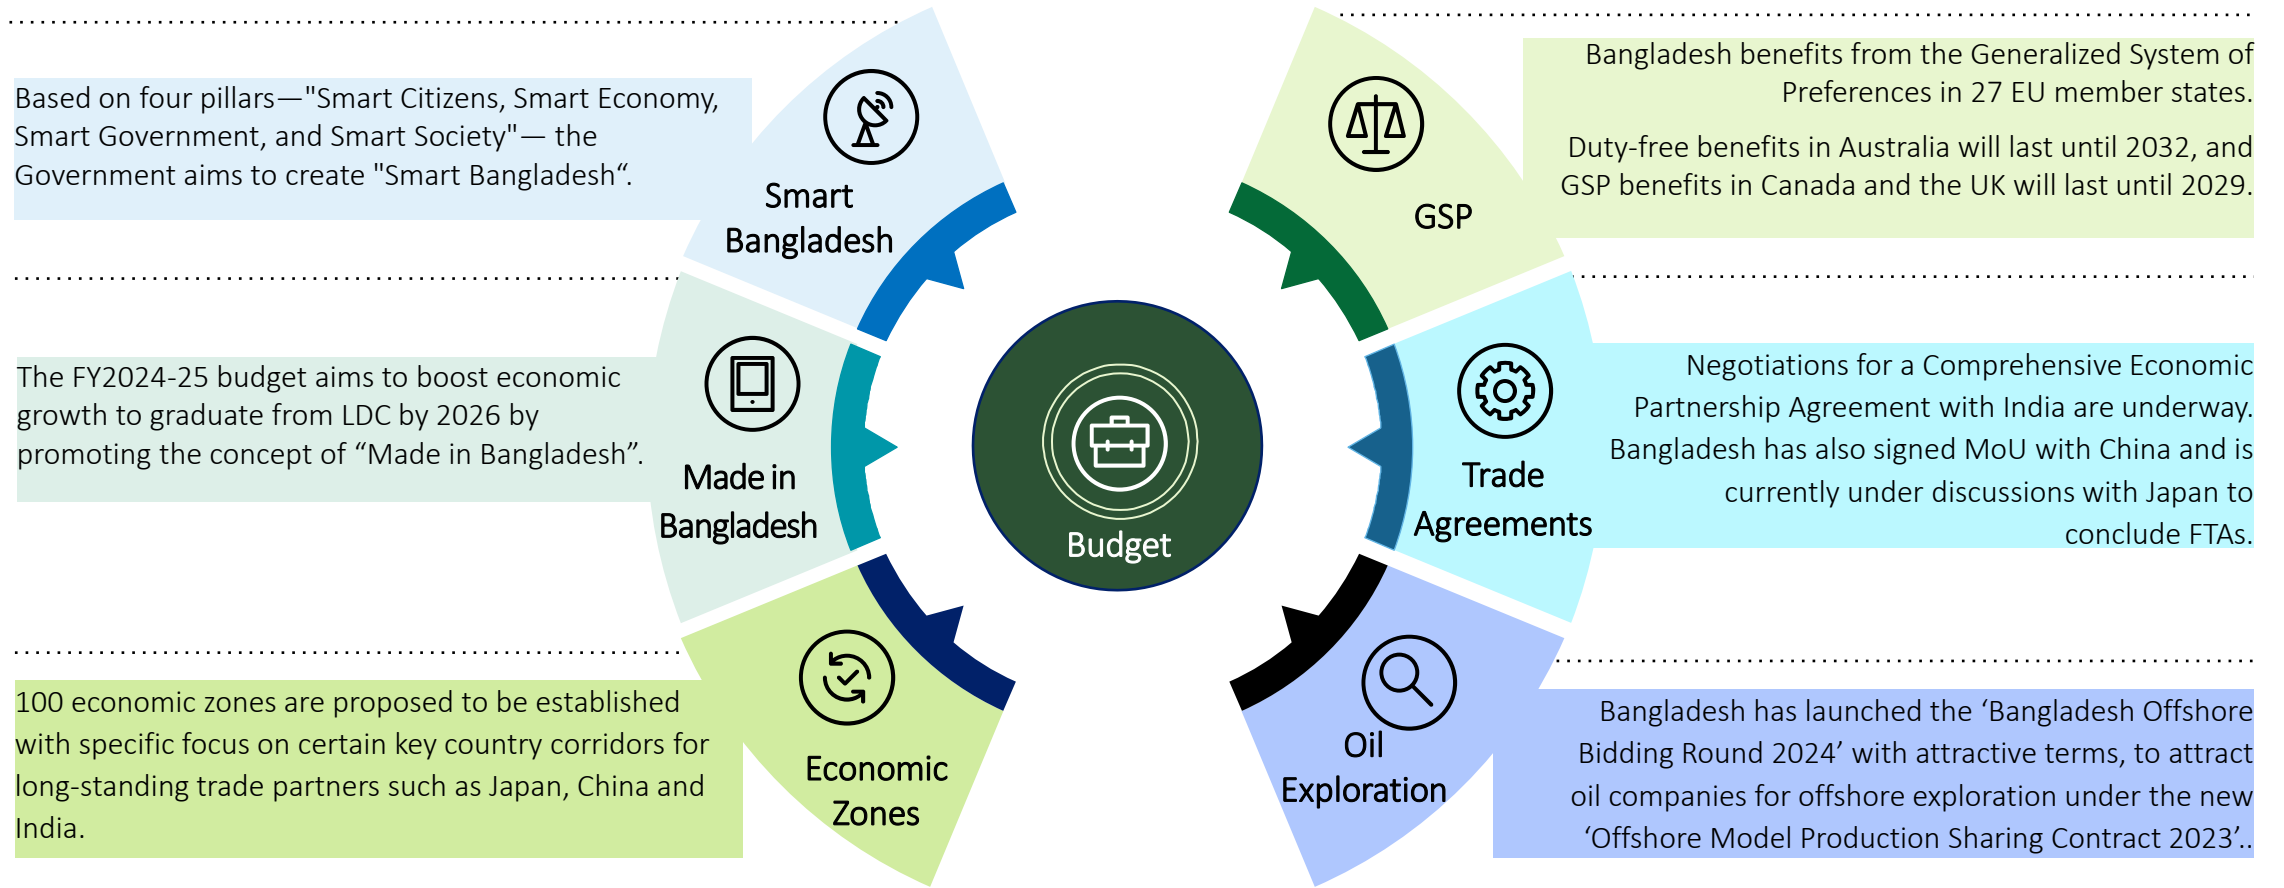 Based on four pillars—"Smart Citizens, Smart Economy,
Smart Government, and Smart Society"— the
Government aims to create "Smart Bangladesh“.
Smart
Bangladesh
The FY2024-25 budget aims to boost economic
growth to graduate from LDC by 2026 by
promoting the concept of “Made in Bangladesh”.
Made in
Bangladesh
100 economic zones are proposed to be established
with specific focus on certain key country corridors for
long-standing trade partners such as Japan, China and
India.
Economic
Zones
Budget
GSP
Bangladesh benefits from the Generalized System of
Preferences in 27 EU member states.
Duty-free benefits in Australia will last until 2032, and
GSP benefits in Canada and the UK will last until 2029.
Trade
Agreements
Negotiations for a Comprehensive Economic
Partnership Agreement with India are underway.
Bangladesh has also signed MoU with China and is
currently under discussions with Japan to
conclude FTAs.
Oil
Exploration
Bangladesh has launched the ‘Bangladesh Offshore
Bidding Round 2024’ with attractive terms, to attract
oil companies for offshore exploration under the new
‘Offshore Model Production Sharing Contract 2023’..